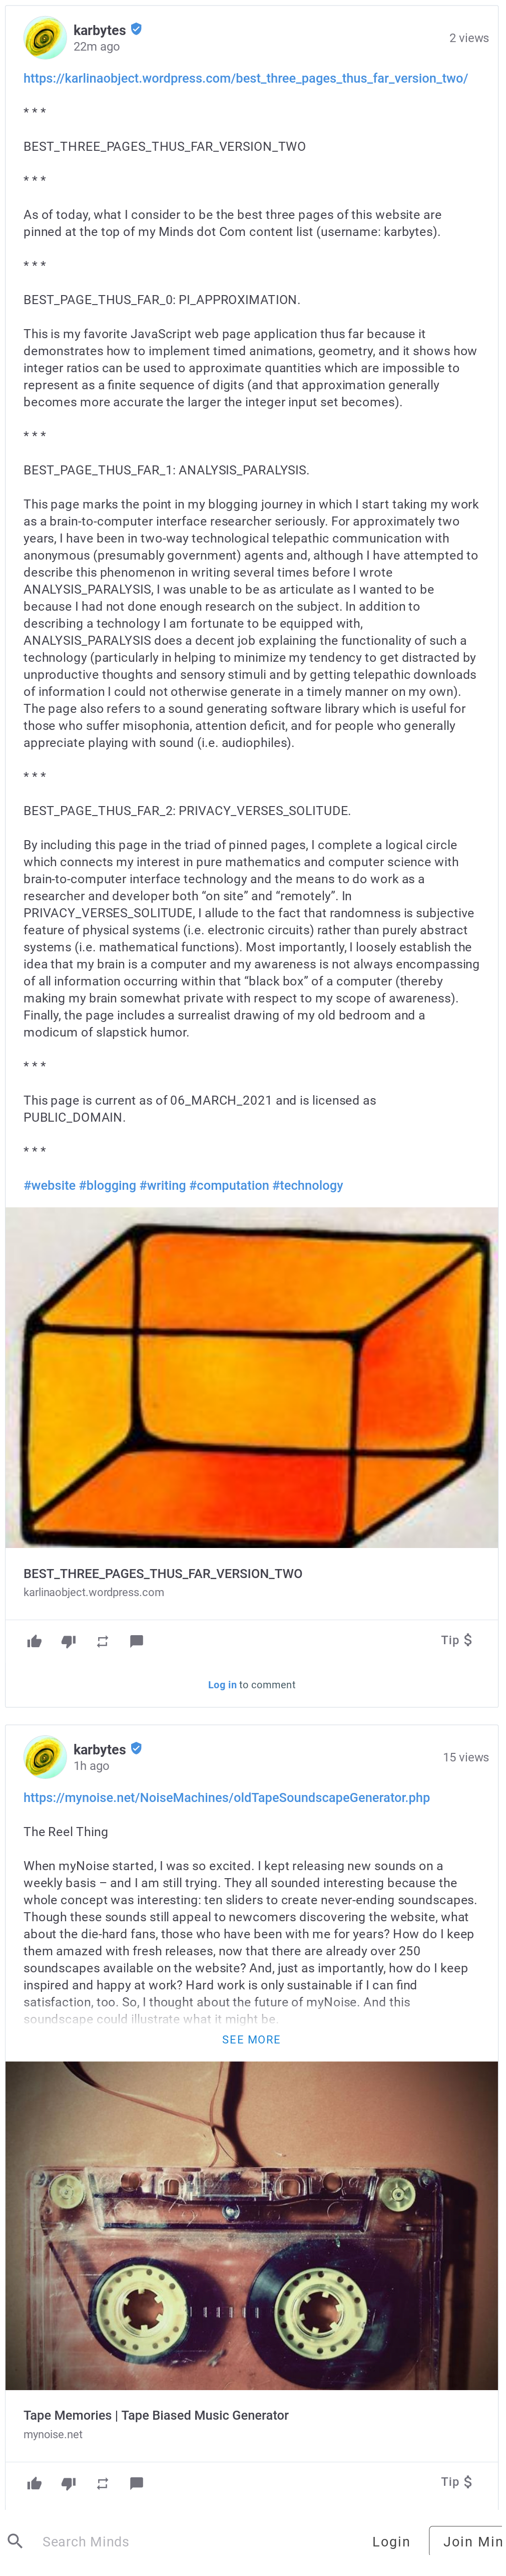 karbytes
22m ago
2 views
https://karlinaobject.wordpress.com/best_three_pages_thus_far_version_two/
* * *
BEST_THREE_PAGES_THUS_FAR_VERSION_TWO
* * *
As of today, what I consider to be the best three pages of this website are
pinned at the top of my Minds dot Com content list (username: karbytes).
* * *
BEST_PAGE_THUS_FAR_0: PI_APPROXIMATION.
This is my favorite JavaScript web page application thus far because it
demonstrates how to implement timed animations, geometry, and it shows how
integer ratios can be used to approximate quantities which are impossible to
represent as a finite sequence of digits (and that approximation generally
becomes more accurate the larger the integer input set becomes).
* * *
BEST_PAGE_THUS_FAR_1: ANALYSIS_PARALYSIS.
This page marks the point in my blogging journey in which I start taking my work
as a brain-to-computer interface researcher seriously. For approximately two
years, I have been in two-way technological telepathic communication with
anonymous (presumably government) agents and, although I have attempted to
describe this phenomenon in writing several times before I wrote
ANALYSIS_PARALYSIS, I was unable to be as articulate as I wanted to be
because I had not done enough research on the subject. In addition to
describing a technology I am fortunate to be equipped with,
ANALYSIS_PARALYSIS does a decent job explaining the functionality of such a
technology (particularly in helping to minimize my tendency to get distracted by
unproductive thoughts and sensory stimuli and by getting telepathic downloads
of information I could not otherwise generate in a timely manner on my own).
The page also refers to a sound generating software library which is useful for
those who suffer misophonia, attention deficit, and for people who generally
appreciate playing with sound (i.e. audiophiles).
* * *
BEST_PAGE_THUS_FAR_2: PRIVACY_VERSES_SOLITUDE.
By including this page in the triad of pinned pages, I complete a logical circle
which connects my interest in pure mathematics and computer science with
brain-to-computer interface technology and the means to do work as a
researcher and developer both “on site” and “remotely”. In
PRIVACY_VERSES_SOLITUDE, I allude to the fact that randomness is subjective
feature of physical systems (i.e. electronic circuits) rather than purely abstract
systems (i.e. mathematical functions). Most importantly, I loosely establish the
idea that my brain is a computer and my awareness is not always encompassing
of all information occurring within that “black box” of a computer (thereby
making my brain somewhat private with respect to my scope of awareness).
Finally, the page includes a surrealist drawing of my old bedroom and a
modicum of slapstick humor.
* * *
This page is current as of 06_MARCH_2021 and is licensed as
PUBLIC_DOMAIN.
* * *
#website #blogging #writing #computation #technology
BEST_THREE_PAGES_THUS_FAR_VERSION_TWO
karlinaobject.wordpress.com
Tip $
Log in to comment
karbytes
1h ago
15 views
https://mynoise.net/NoiseMachines/oldTapeSoundscapeGenerator.php
The Reel Thing
When myNoise started, I was so excited. I kept releasing new sounds on a
weekly basis – and I am still trying. They all sounded interesting because the
whole concept was interesting: ten sliders to create never-ending soundscapes.
Though these sounds still appeal to newcomers discovering the website, what
about the die-hard fans, those who have been with me for years? How do I keep
them amazed with fresh releases, now that there are already over 250
soundscapes available on the website? And, just as importantly, how do I keep
inspired and happy at work? Hard work is only sustainable if I can find
satisfaction, too. So, I thought about the future of myNoise. And this
soundscape could illustrate what it might be.
SEE MORE
Tape Memories | Tape Biased Music Generator
mynoise.net
Tip $
Search Minds
Login
Join Min